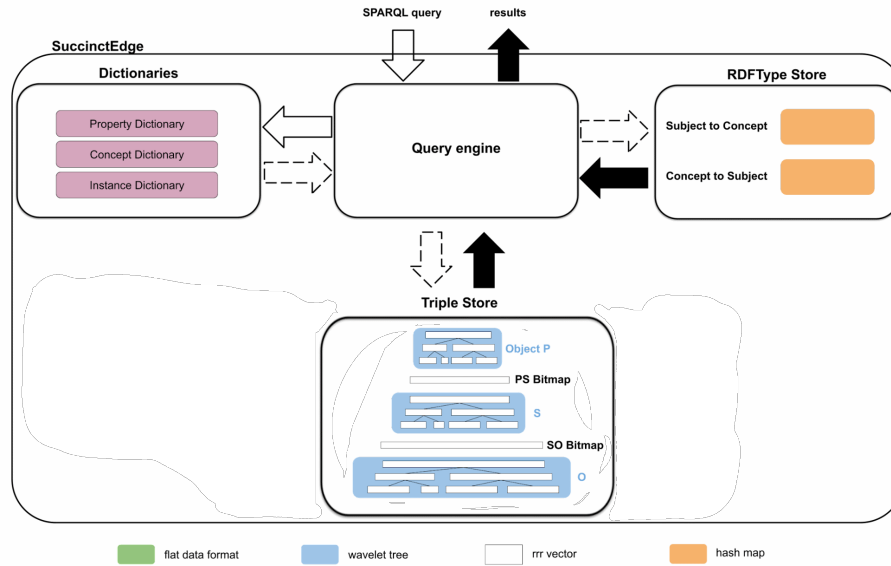 SPARQL query
results
SuccinctEdge
Dictionaries
RDFType Store
Property Dictionary
Concept Dictionary
Instance Dictionary
Query engine
Subject to Concept
Concept to Subject
Triple Store
Object P
PS Bitmap
S
SO Bitmap
O
flat data format
wavelet tree
rrr vector
hash map